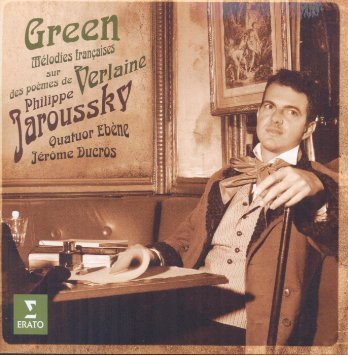 Green
Mélodies françaises
sur
des poèmes de Verlaine
Philippe
Jaroussky
Quatuor Ebène
Jérôme Ducros
ERATO